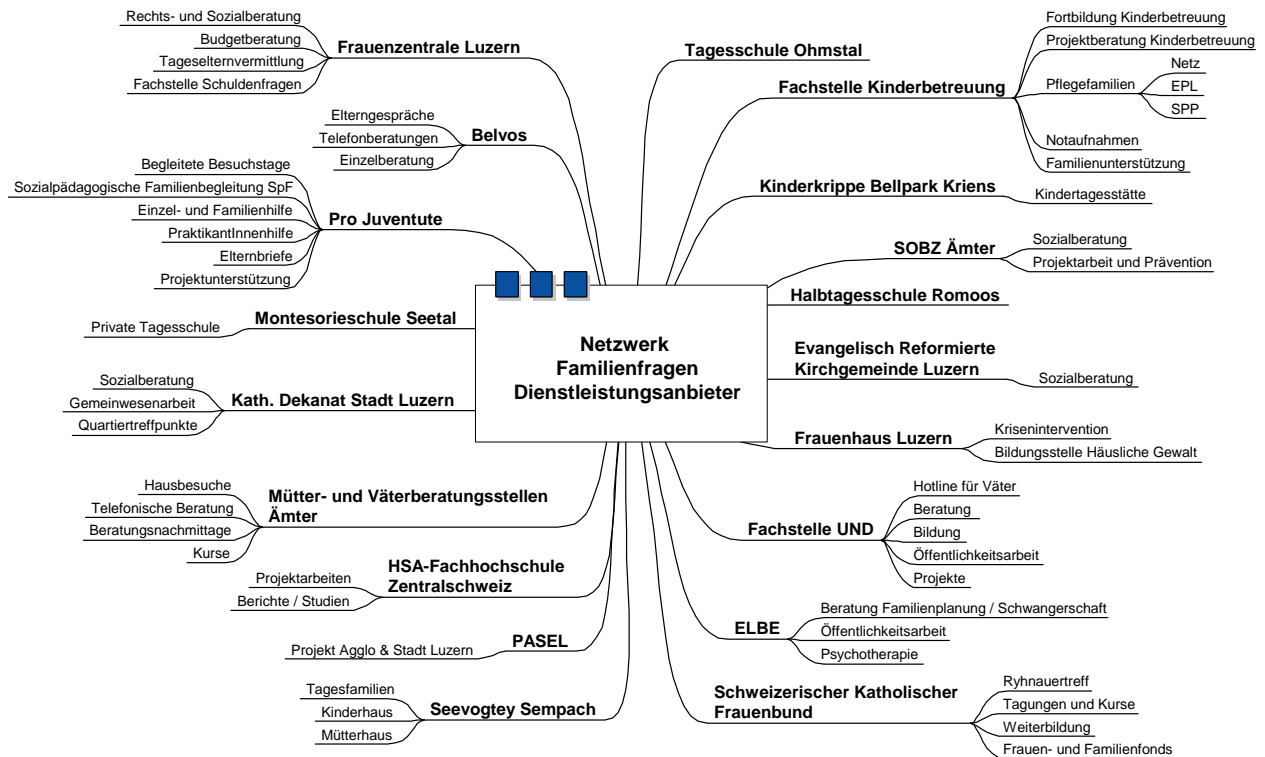 Rechts- und Sozialberatung
Budgetberatung
Tageselternvermittlung
Fachstelle Schuldenfragen
Frauenzentrale Luzern
Elterngespräche
Telefonberatungen
Einzelberatung
Belvos
Begleitete Besuchstage
Sozialpädagogische Familienbegleitung SpF
Einzel- und Familienhilfe
PraktikantInnenhilfe
Elternbriefe
Projektunterstützung
Pro Juventute
Private Tagesschule
Montesorieschule Seetal
Sozialberatung
Gemeinwesenarbeit
Quartiertreffpunkte
Kath. Dekanat Stadt Luzern
Hausbesuche
Telefonische Beratung
Beratungsnachmittage
Kurse
Mütter- und Väterberatungsstellen
Ämter
Projektarbeiten
Berichte / Studien
HSA-Fachhochschule
Zentralschweiz
Projekt Agglo & Stadt Luzern
PASEL
Tagesfamilien
Kinderhaus
Mütterhaus
Seevogtey Sempach
Netzwerk
Familienfragen
Dienstleistungsanbieter
Tagesschule Ohmstal
Fachstelle Kinderbetreuung
Fortbildung Kinderbetreuung
Projektberatung Kinderbetreuung
Pflegefamilien
Netz
EPL
SPP
Notaufnahmen
Familienunterstützung
Kinderkrippe Bellpark Kriens
Kindertagesstätte
SOBZ Ämter
Sozialberatung
Projektarbeit und Prävention
Halbtagesschule Romoos
Evangelisch Reformierte
Kirchgemeinde Luzern
Sozialberatung
Frauenhaus Luzern
Krisenintervention
Bildungsstelle Häusliche Gewalt
Fachstelle UND
Hotline für Väter
Beratung
Bildung
Öffentlichkeitsarbeit
Projekte
ELBE
Beratung Familienplanung / Schwangerschaft
Öffentlichkeitsarbeit
Psychotherapie
Schweizerischer Katholischer
Frauenbund
Ryhnauertreff
Tagungen und Kurse
Weiterbildung
Frauen- und Familienfonds